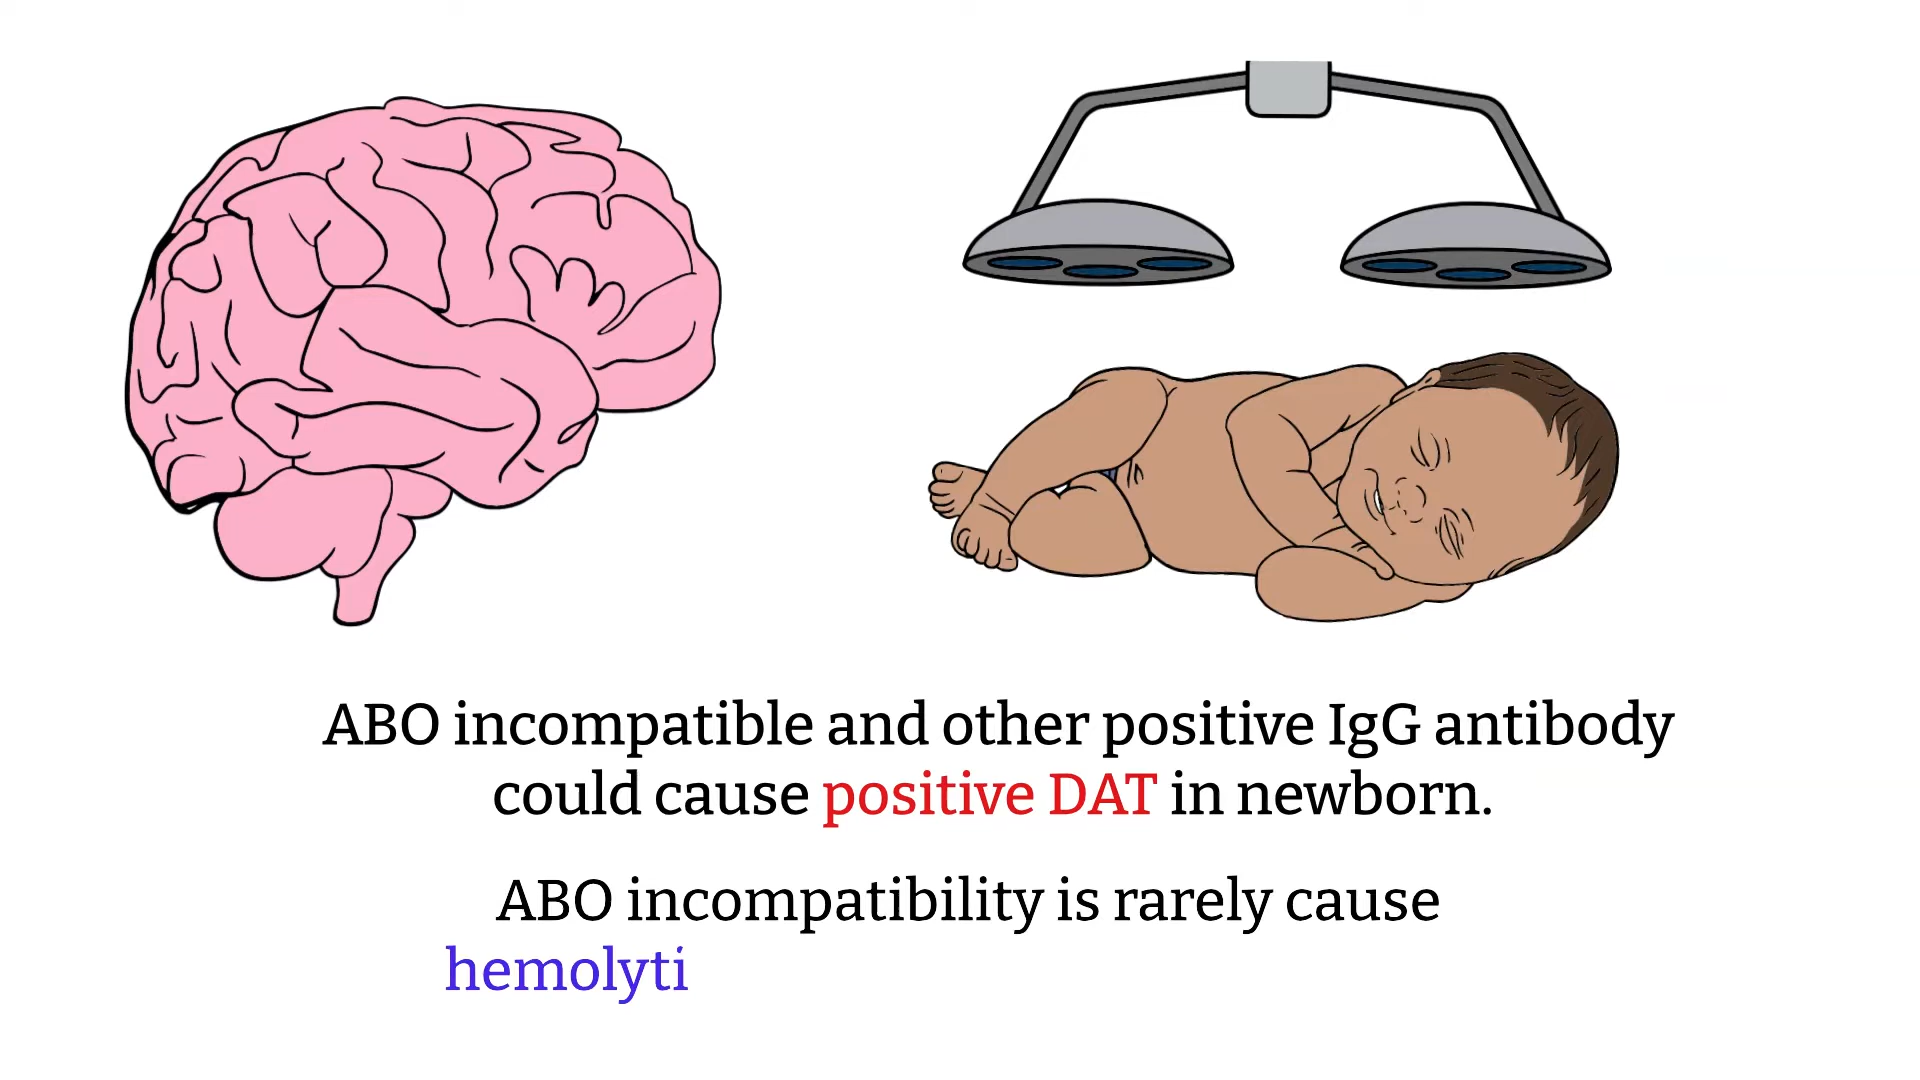 ABO incompatible and other positive IgG antibody
could cause positive DAT in newborn.
ABO incompatibility is rarely cause
hemolyti